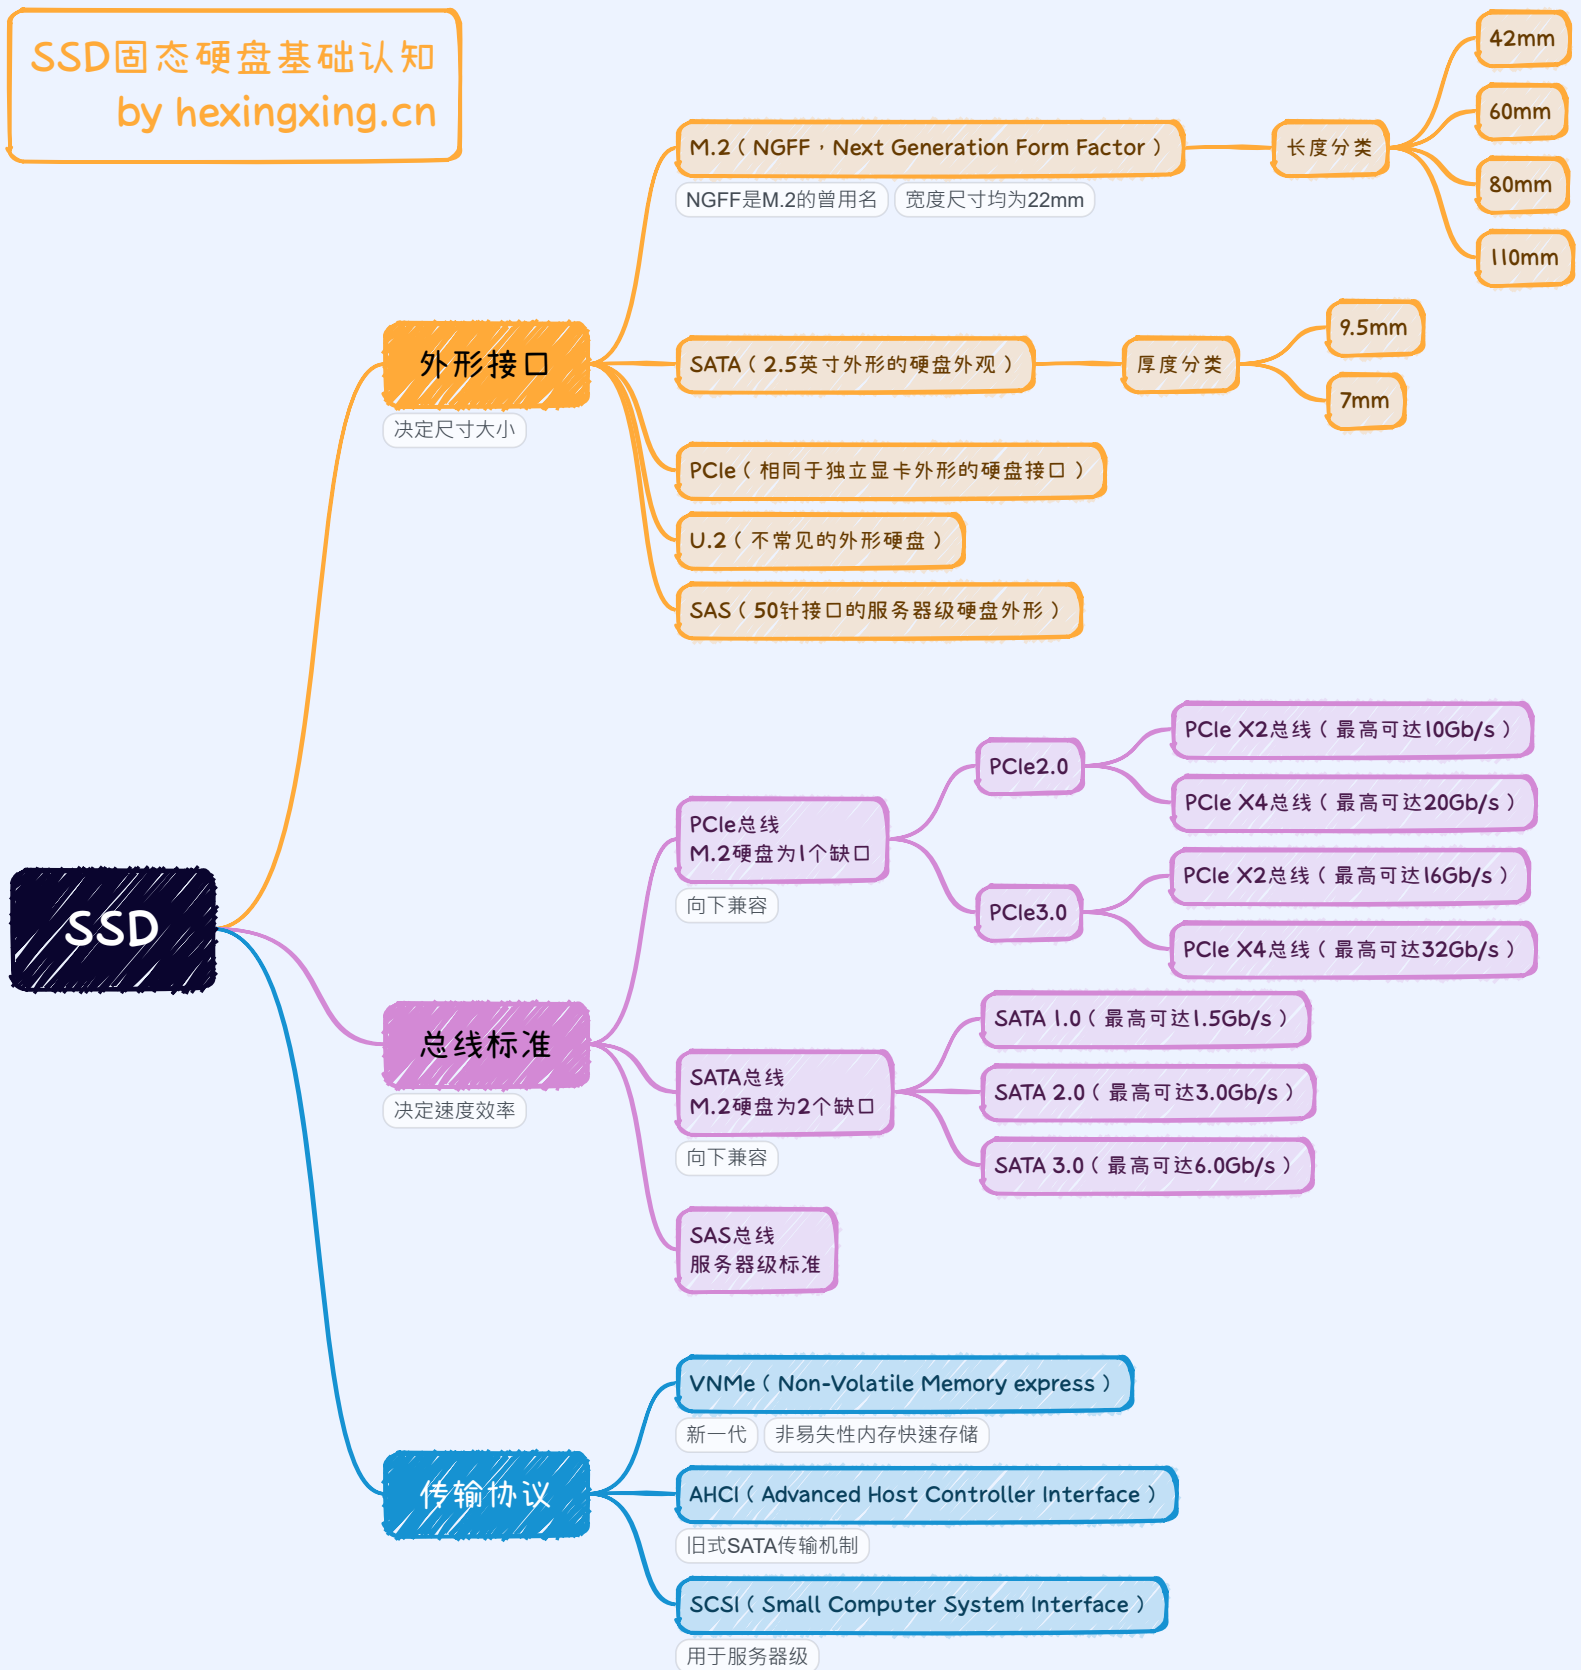 SSD固态硬盘基础认知
by hexingxing.cn
SSD
外形接口
决定尺寸大小
M.2（NGFF，Next Generation Form Factor）
NGFF是M.2的曾用名
宽度尺寸均为22mm
长度分类
42mm
60mm
80mm
110mm
SATA（2.5英寸外形的硬盘外观）
厚度分类
9.5mm
7mm
PCIe（相同于独立显卡外形的硬盘接口）
U.2（不常见的外形硬盘）
SAS（50针接口的服务器级硬盘外形）
总线标准
决定速度效率
PCIe总线
M.2硬盘为1个缺口
向下兼容
PCIe2.0
PCIe X2总线（最高可达10Gb/s）
PCIe X4总线（最高可达20Gb/s）
PCIe3.0
PCIe X2总线（最高可达16Gb/s）
PCIe X4总线（最高可达32Gb/s）
SATA总线
M.2硬盘为2个缺口
向下兼容
SATA 1.0（最高可达1.5Gb/s）
SATA 2.0（最高可达3.0Gb/s）
SATA 3.0（最高可达6.0Gb/s）
SAS总线
服务器级标准
传输协议
VNMe（Non-Volatile Memory express）
新一代
非易失性内存快速存储
AHCI（Advanced Host Controller Interface）
旧式SATA传输机制
SCSI（Small Computer System Interface）
用于服务器级